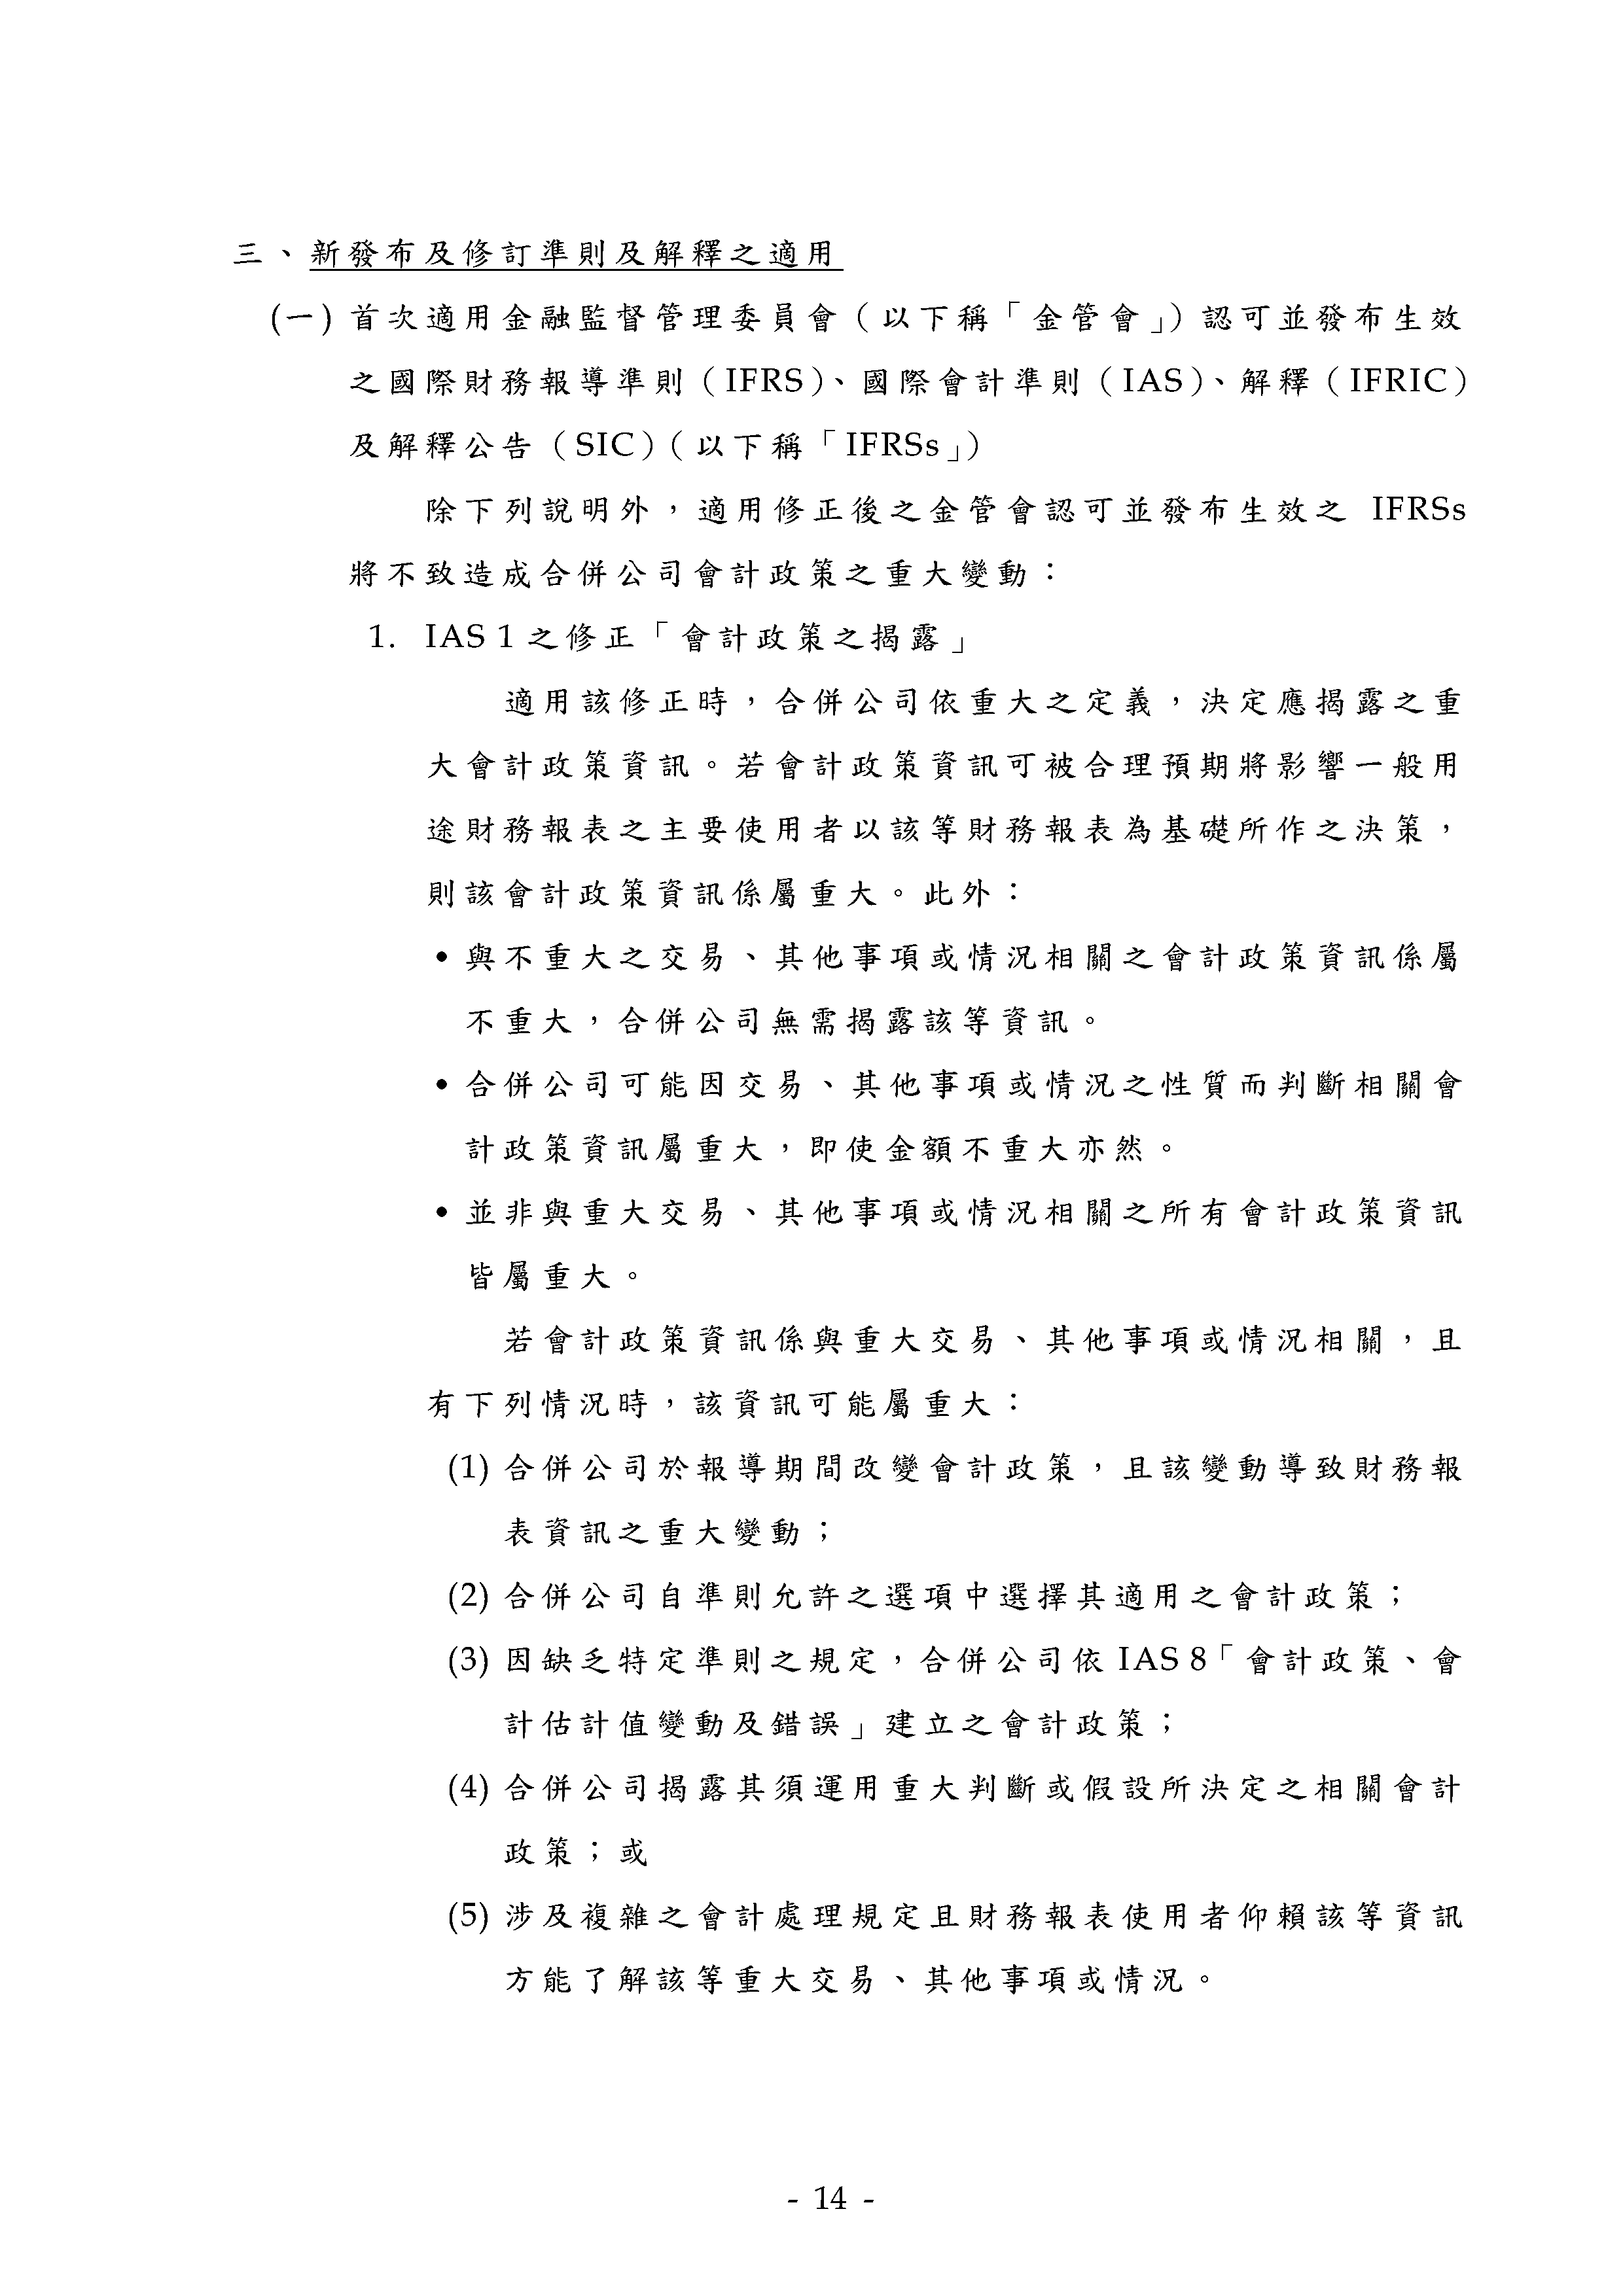 三、新發布及修訂準則及解釋之適用
(一) 首次適用金融監督管理委員會（以下稱「金管會」）認可並發布生效
之國際財務報導準則（IFRS）、國際會計準則（IAS）、解釋（IFRIC）
及解釋公告（SIC）（以下稱「IFRSs」）
除下列說明外，適用修正後之金管會認可並發布生效之 IFRSs
將不致造成合併公司會計政策之重大變動：
1. IAS 1 之修正「會計政策之揭露」
適用該修正時，合併公司依重大之定義，決定應揭露之重
大會計政策資訊。若會計政策資訊可被合理預期將影響一般用
途財務報表之主要使用者以該等財務報表為基礎所作之決策，
則該會計政策資訊係屬重大。此外：
• 與不重大之交易、其他事項或情況相關之會計政策資訊係屬
不重大，合併公司無需揭露該等資訊。
• 合併公司可能因交易、其他事項或情況之性質而判斷相關會
計政策資訊屬重大，即使金額不重大亦然。
• 並非與重大交易、其他事項或情況相關之所有會計政策資訊
皆屬重大。
若會計政策資訊係與重大交易、其他事項或情況相關，且
有下列情況時，該資訊可能屬重大：
(1) 合併公司於報導期間改變會計政策，且該變動導致財務報
表資訊之重大變動；
(2) 合併公司自準則允許之選項中選擇其適用之會計政策；
(3) 因缺乏特定準則之規定，合併公司依 IAS 8「會計政策、會
計估計值變動及錯誤」建立之會計政策；
(4) 合併公司揭露其須運用重大判斷或假設所決定之相關會計
政策；或
(5) 涉及複雜之會計處理規定且財務報表使用者仰賴該等資訊
方能了解該等重大交易、其他事項或情況。
- 14 -